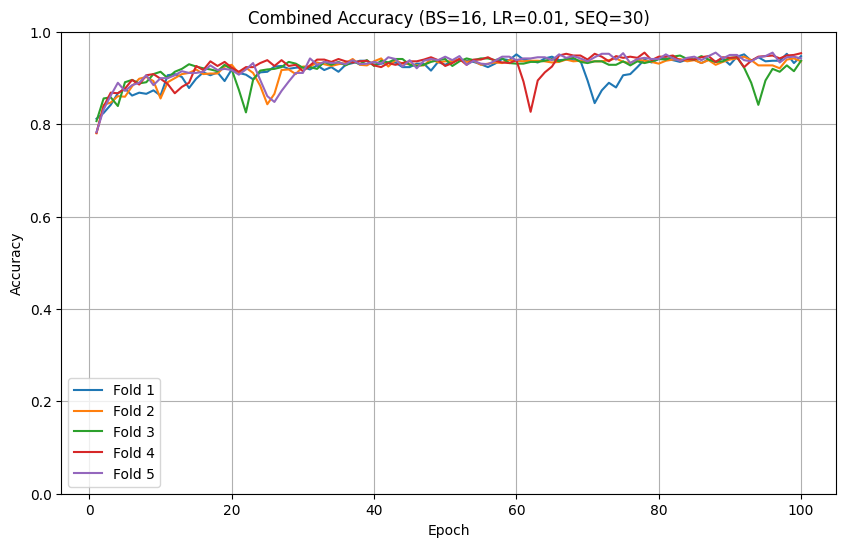 Combined Accuracy (BS=16, LR=0.01, SEQ=30)
Accuracy
1.0
0.8
0.6
0.4
0.2
0.0
Fold 1
Fold 2
Fold 3
Fold 4
Fold 5
0 20 40 60 80 100
Epoch